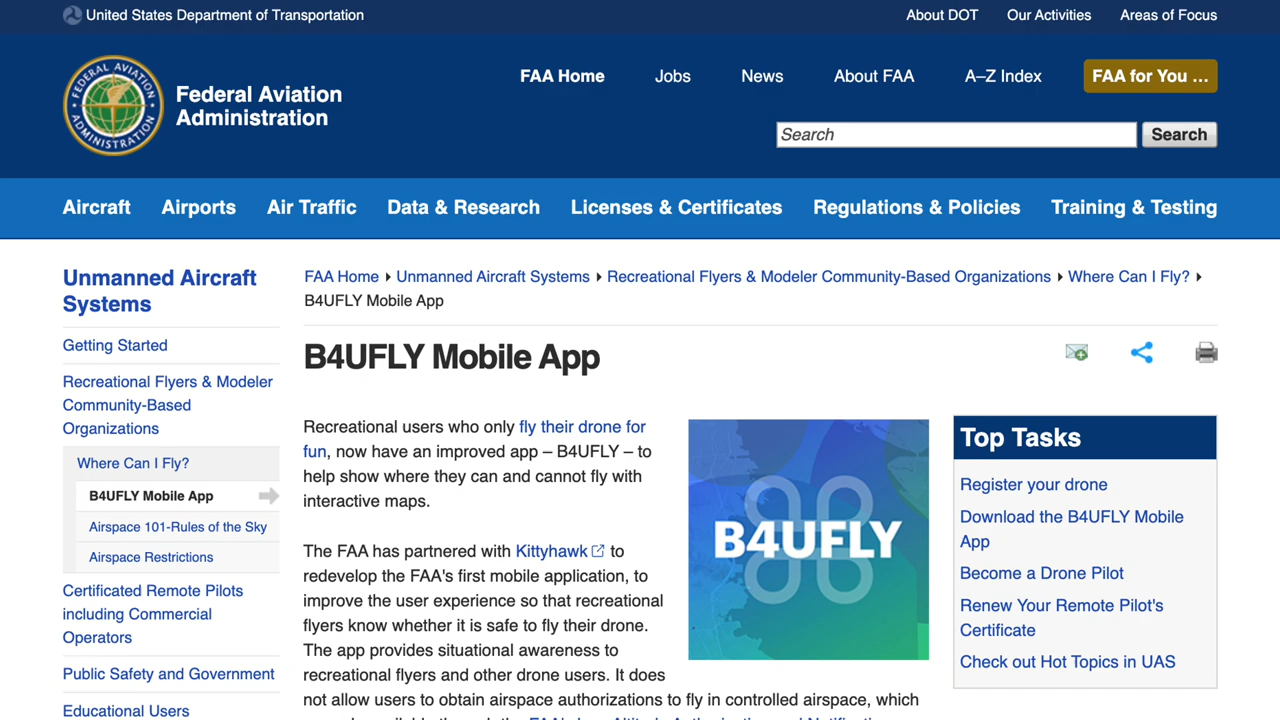 United States Department of Transportation
About DOT Our Activities Areas of Focus
FEDERAL AVIATION ADMINISTRATION
Federal Aviation
Administration
FAA Home Jobs News About FAA A–Z Index FAA for You ...
Search Search
Aircraft Airports Air Traffic Data & Research Licenses & Certificates Regulations & Policies Training & Testing
Unmanned Aircraft
Systems
Getting Started
Recreational Flyers & Modeler
Community-Based
Organizations
Where Can I Fly?
B4UFLY Mobile App
Airspace 101-Rules of the Sky
Airspace Restrictions
Certificated Remote Pilots
including Commercial
Operators
Public Safety and Government
Educational Users
FAA Home Unmanned Aircraft Systems Recreational Flyers & Modeler Community-Based Organizations Where Can I Fly?
B4UFLY Mobile App
B4UFLY Mobile App
Recreational users who only fly their drone for
fun, now have an improved app – B4UFLY – to
help show where they can and cannot fly with
interactive maps.
The FAA has partnered with Kittyhawk to
redevelop the FAA's first mobile application, to
improve the user experience so that recreational
flyers know whether it is safe to fly their drone.
The app provides situational awareness to
recreational flyers and other drone users. It does
not allow users to obtain airspace authorizations to fly in controlled airspace, which
B4UFLY
Top Tasks
Register your drone
Download the B4UFLY Mobile
App
Become a Drone Pilot
Renew Your Remote Pilot's
Certificate
Check out Hot Topics in UAS